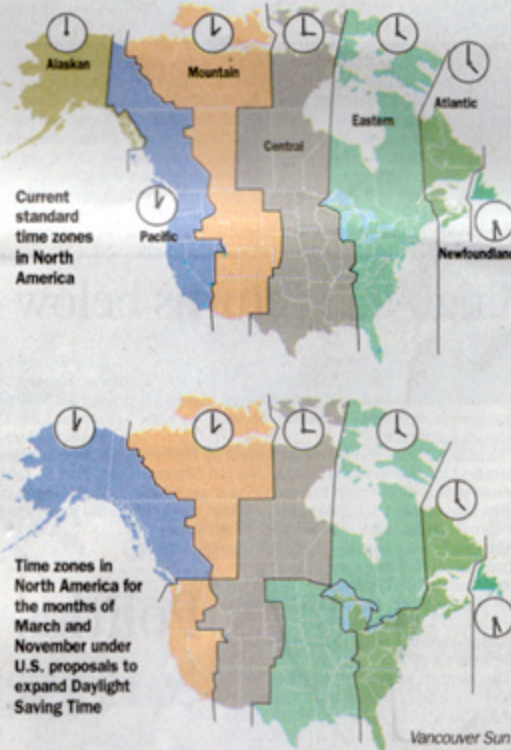 Alaskan
Mountain
Atlantic
Eastern
Central
Current
standard
time zones
in North
America
Pacific
Newfoundland
Time zones in
North America for
the months of
March and
November under
U.S. proposals to
expand Daylight
Saving Time
Vancouver Sun